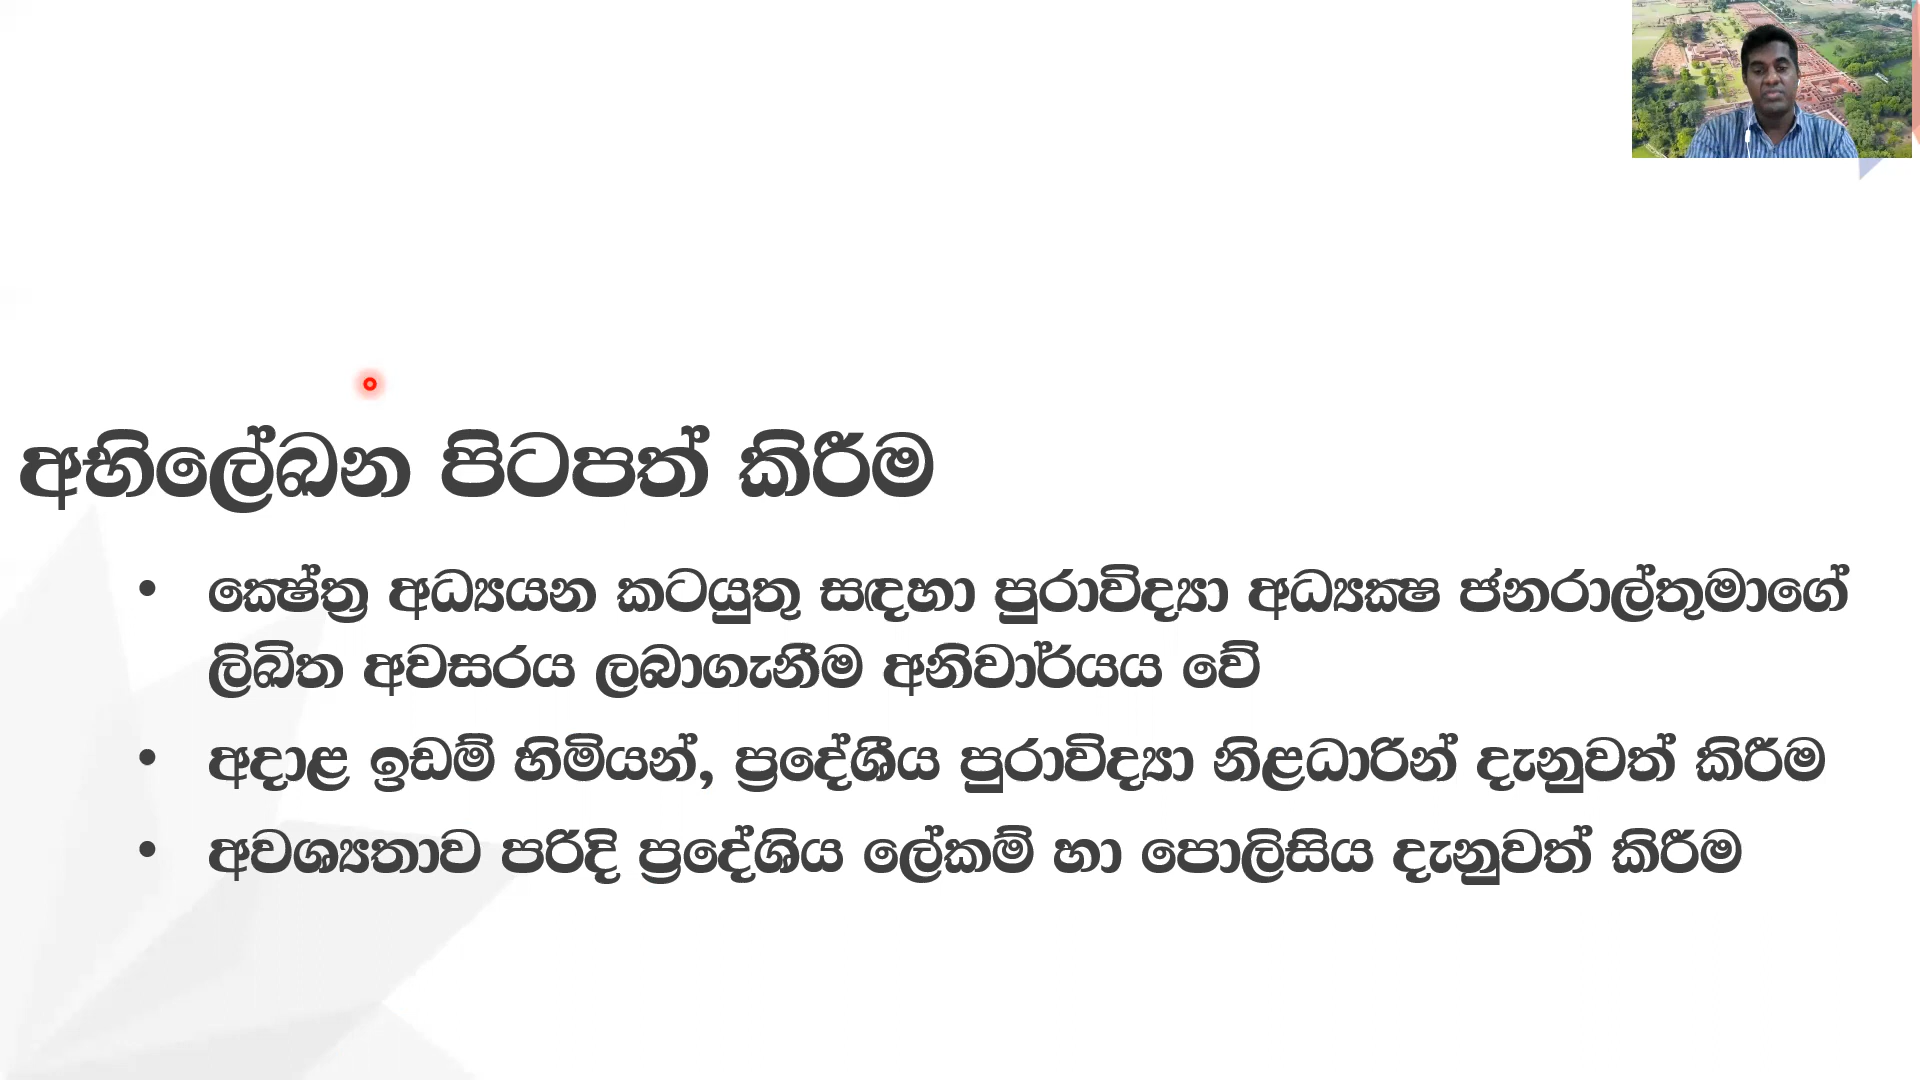 අභිලේඛන පිටපත් කිරීම
• ක්‍ෂේත්‍ර අධ්‍යයන කටයුතු සඳහා පුරාවිද්‍යා අධ්‍යක්‍ෂ ජනරාල්තුමාගේ
ලිඛිත අවසරය ලබාගැනීම අනිවාර්යය වේ
• අදාළ ඉඩම් හිමියන්, ප්‍රදේශීය පුරාවිද්‍යා නිළධාරීන් දැනුවත් කිරීම
• අවශ්‍යතාව පරිදි ප්‍රදේශිය ලේකම් හා පොලිසිය දැනුවත් කිරීම